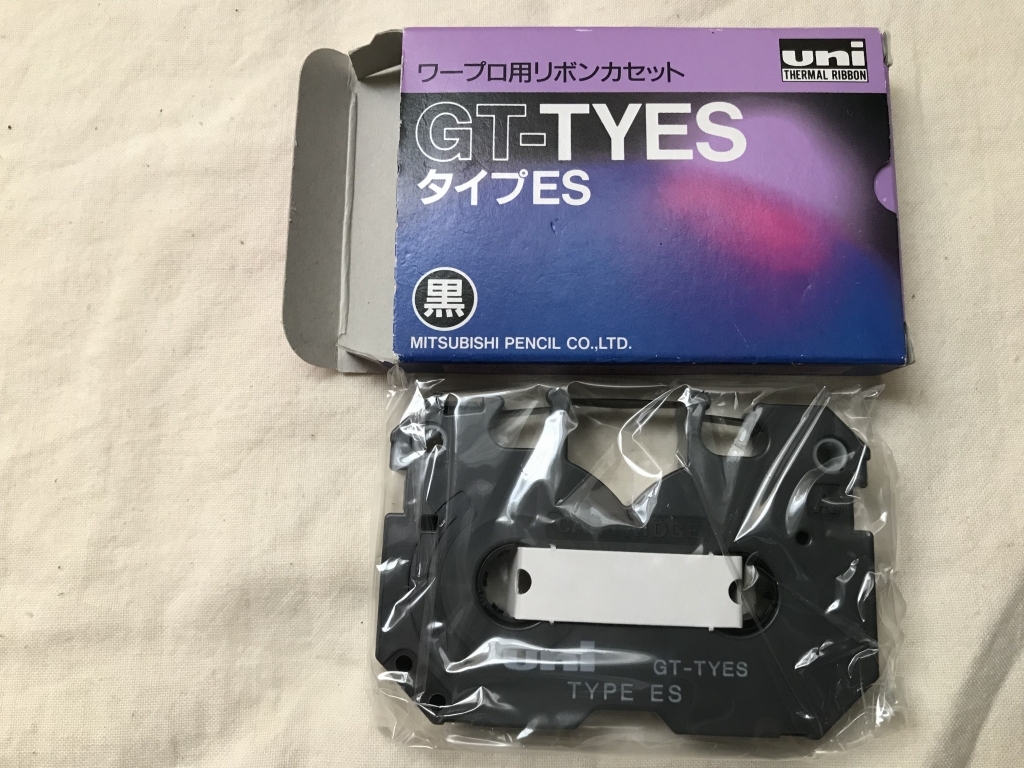 ワープロ用リボンカセット
uni
THERMAL RIBBON
GT-TYES
タイプES
黒
MITSUBISHI PENCIL CO.,LTD.
uni
GT-TYES
TYPE ES